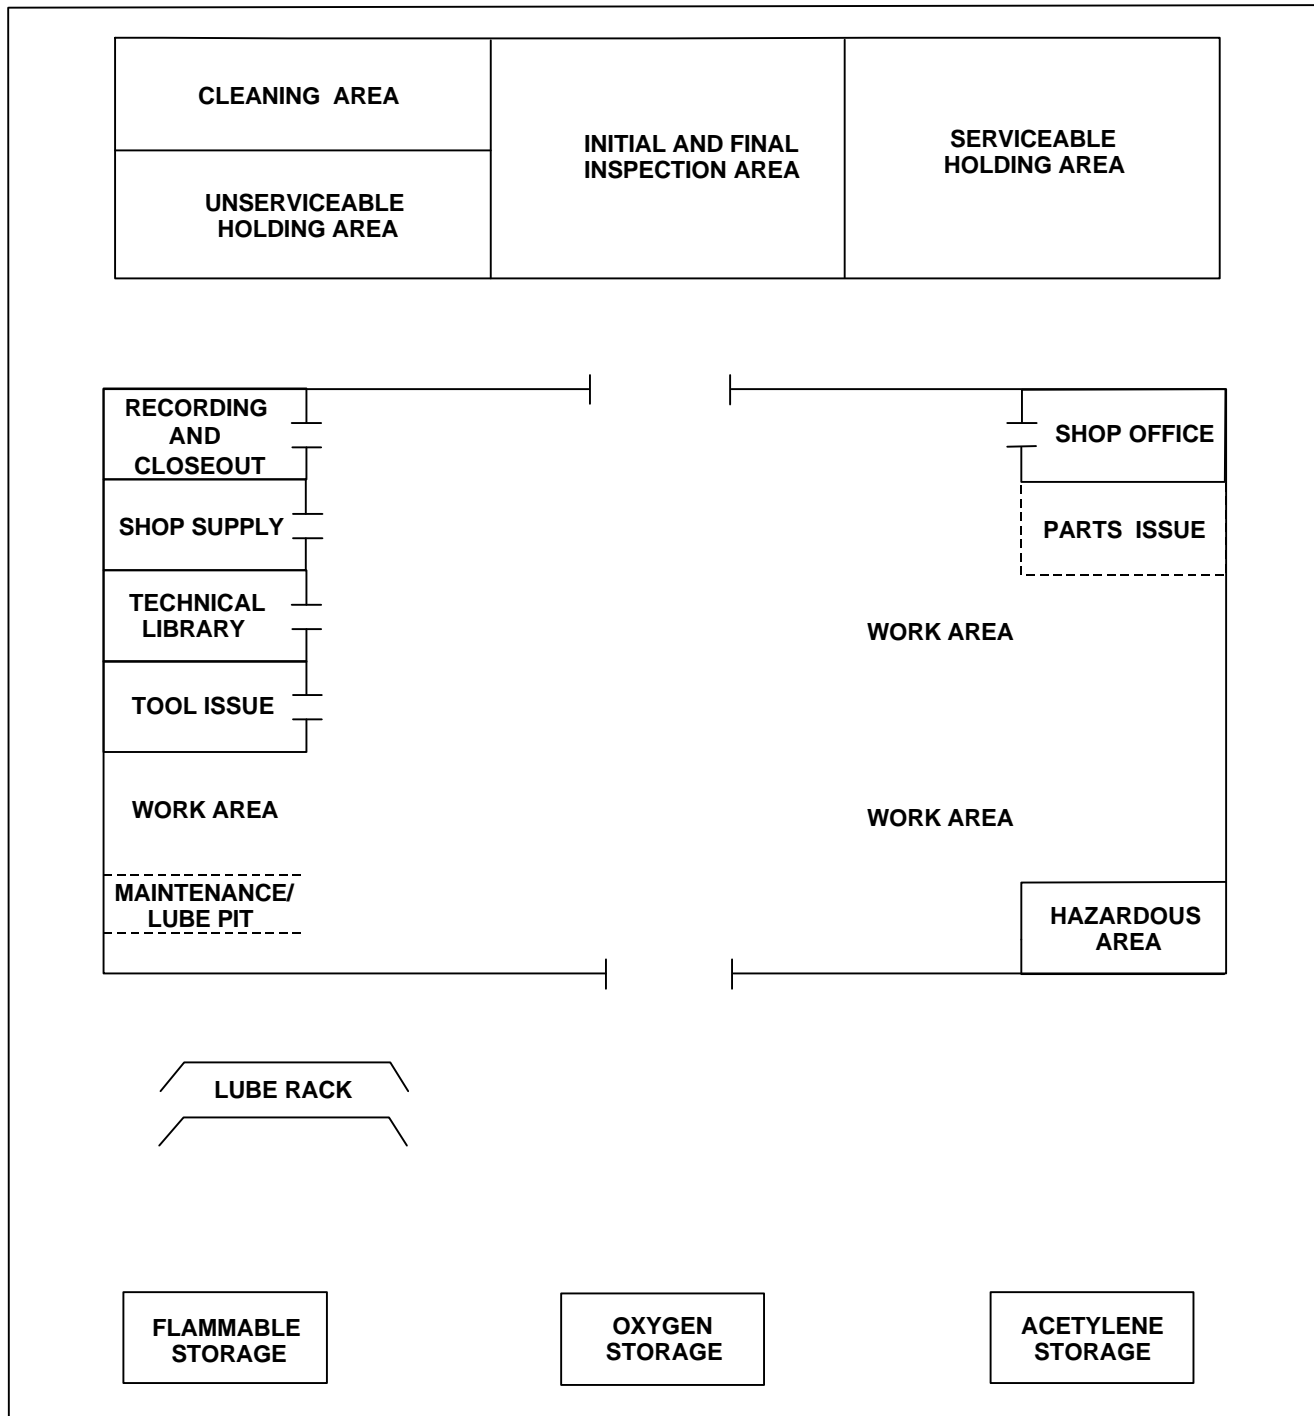 CLEANING AREA
UNSERVICEABLE
HOLDING AREA
INITIAL AND FINAL
INSPECTION AREA
SERVICEABLE
HOLDING AREA
RECORDING
AND
CLOSEOUT
SHOP OFFICE
SHOP SUPPLY
PARTS ISSUE
TECHNICAL
LIBRARY
WORK AREA
TOOL ISSUE
WORK AREA
WORK AREA
MAINTENANCE/
LUBE PIT
HAZARDOUS
AREA
LUBE RACK
FLAMMABLE
STORAGE
OXYGEN
STORAGE
ACETYLENE
STORAGE